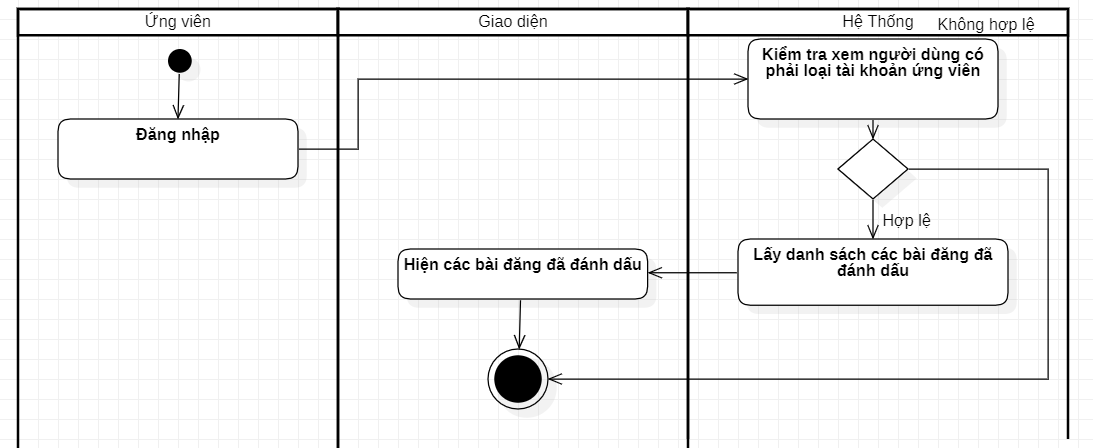 Ứng viên
Giao diện
Hệ Thống
Không hợp lệ
Kiểm tra xem người dùng có
phải loại tài khoản ứng viên
Đăng nhập
Hợp lệ
Hiện các bài đăng đã đánh dấu
Lấy danh sách các bài đăng đã
đánh dấu